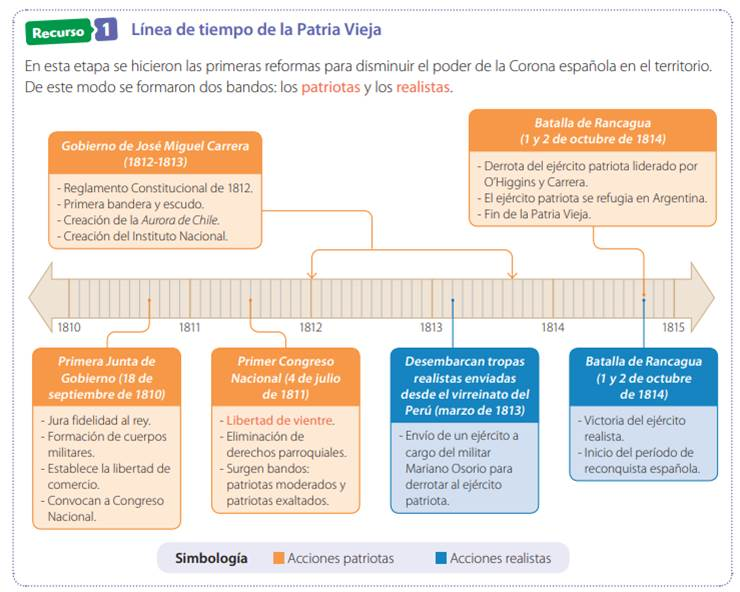 Recurso 1 Línea de tiempo de la Patria Vieja
En esta etapa se hicieron las primeras reformas para disminuir el poder de la Corona española en el territorio.
De este modo se formaron dos bandos: los patriotas y los realistas.
Gobierno de José Miguel Carrera
(1812-1813)
- Reglamento Constitucional de 1812.
- Primera bandera y escudo.
- Creación de la Aurora de Chile.
- Creación del Instituto Nacional.
Batalla de Rancagua
(1 y 2 de octubre de 1814)
- Derrota del ejército patriota liderado por
O'Higgins y Carrera.
- El ejército patriota se refugia en Argentina.
- Fin de la Patria Vieja.
1810 1811 1812 1813 1814 1815
Primera Junta de
Gobierno (18 de
septiembre de 1810)
- Jura fidelidad al rey.
- Formación de cuerpos
militares.
- Establece la libertad de
comercio.
- Convocan a Congreso
Nacional.
Primer Congreso
Nacional (4 de julio
de 1811)
- Libertad de vientre.
- Eliminación de
derechos parroquiales.
- Surgen bandos:
patriotas moderados y
patriotas exaltados.
Desembarcan tropas
realistas enviadas
desde el virreinato del
Perú (marzo de 1813)
- Envío de un ejército a
cargo del militar
Mariano Osorio para
derrotar al ejército
patriota.
Batalla de Rancagua
(1 y 2 de octubre
de 1814)
- Victoria del ejército
realista.
- Inicio del período de
reconquista española.
Simbología Acciones patriotas Acciones realistas